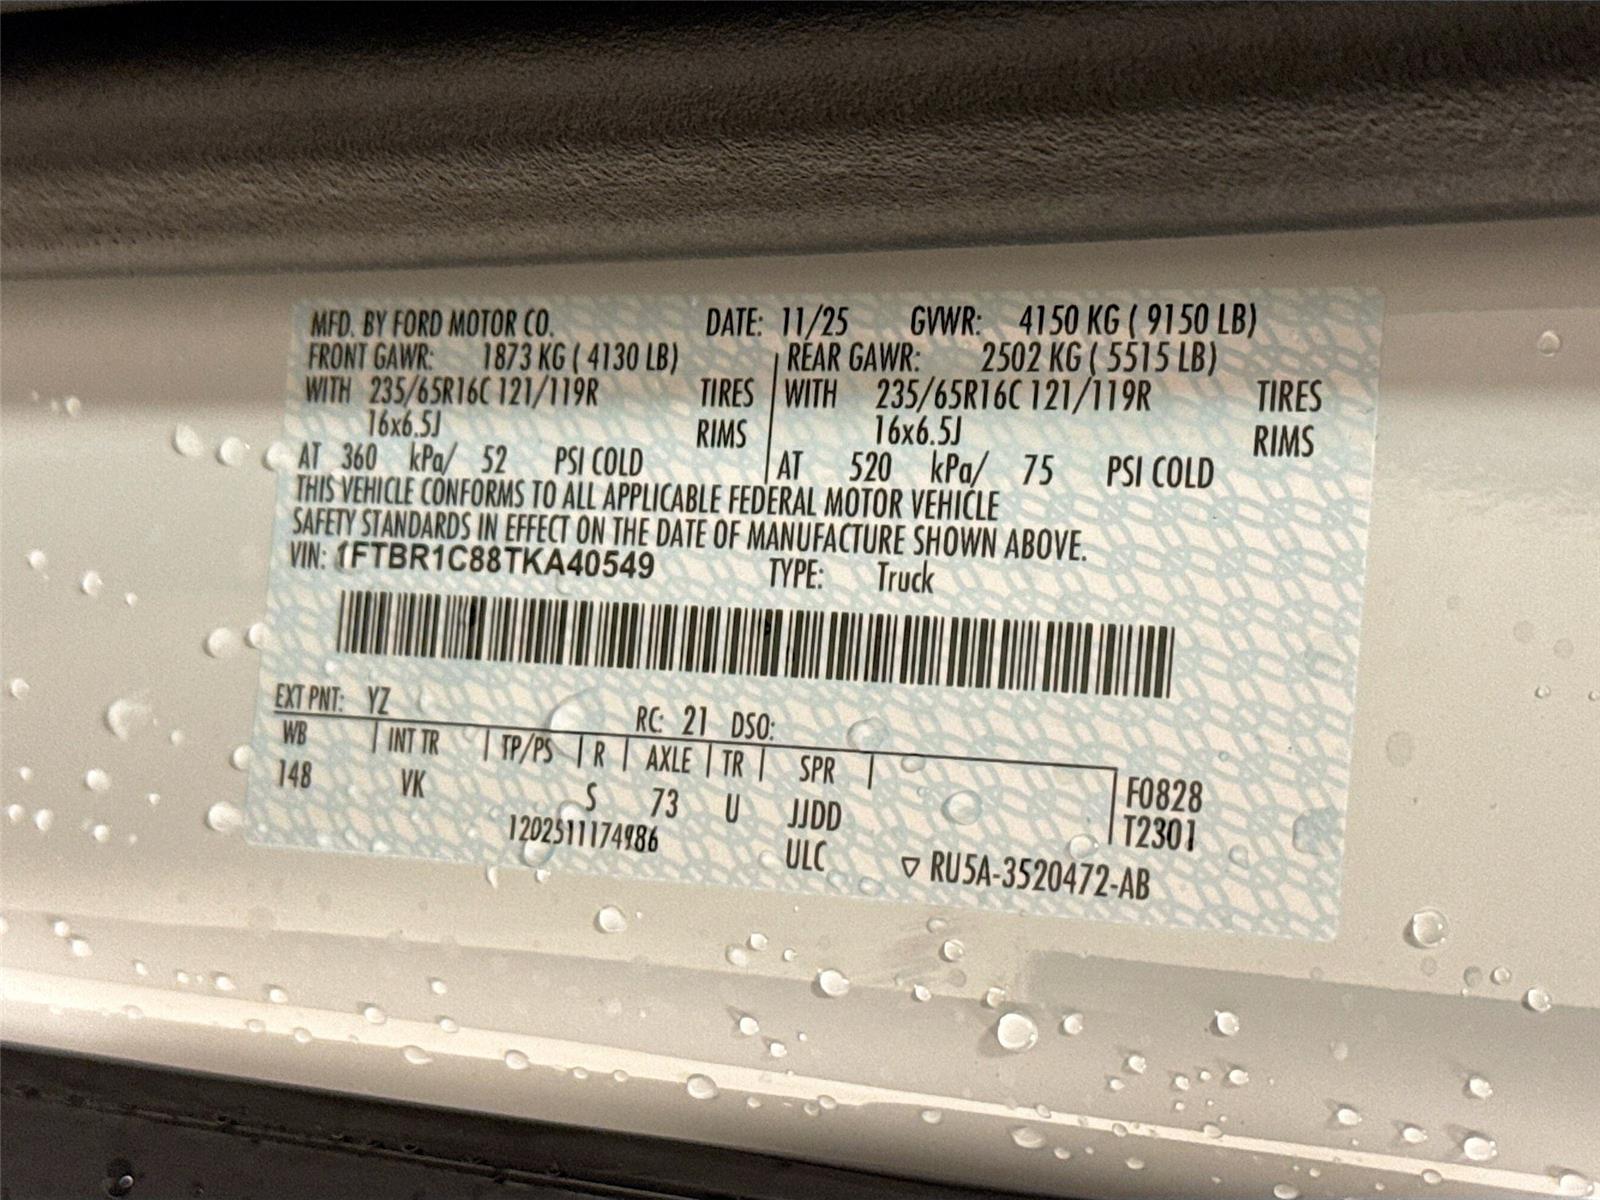 MFD. BY FORD MOTOR CO. DATE: 11/25 GVWR: 4150 KG ( 9150 LB)
FRONT GAWR: 1873 KG ( 4130 LB) REAR GAWR: 2502 KG ( 5515 LB)
WITH 235/65R16C 121/119R TIRES WITH 235/65R16C 121/119R TIRES
16x6.5J RIMS 16x6.5J RIMS
AT 360 kPa/ 52 PSI COLD AT 520 kPa/ 75 PSI COLD
THIS VEHICLE CONFORMS TO ALL APPLICABLE FEDERAL MOTOR VEHICLE
SAFETY STANDARDS IN EFFECT ON THE DATE OF MANUFACTURE SHOWN ABOVE.
VIN: 1FTBR1C88TKA40549 TYPE: Truck
EXT PNT: YZ RC: 21 DSO:
WB INT TR TP/PS R AXLE TR SPR
148 VK S 73 U JJDD F0828
1202511174986 ULC T2301
▽ RU5A-3520472-AB